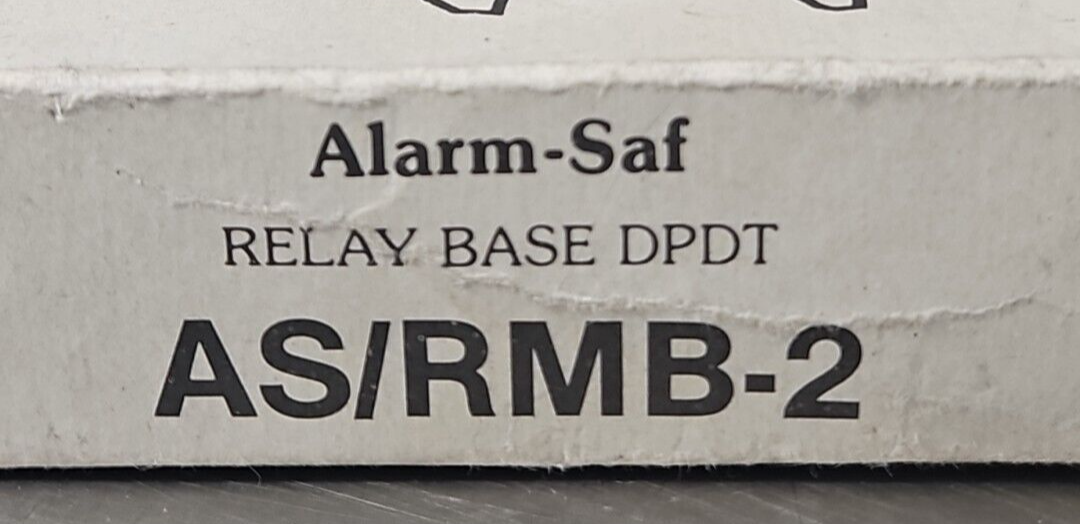 Alarm-Saf
RELAY BASE DPDT
AS/RMB-2